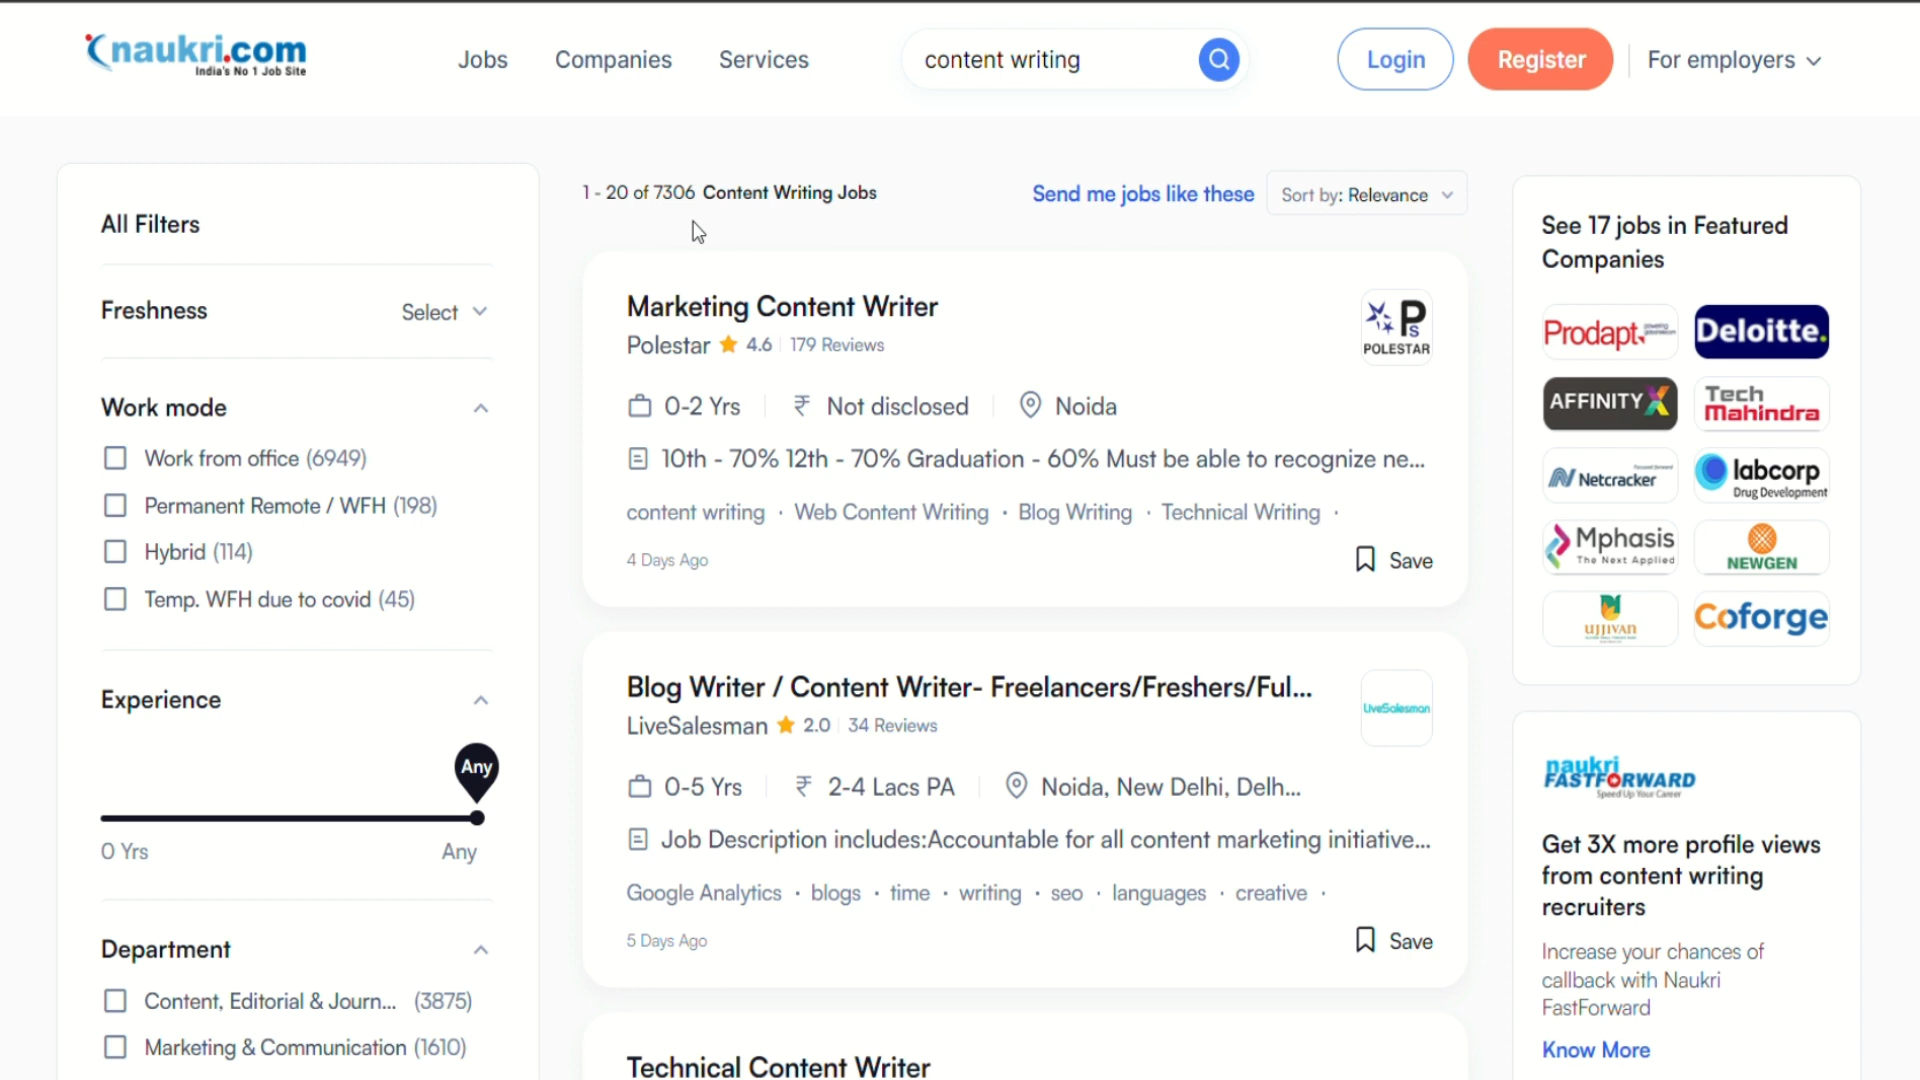 naukri.com
India's No 1 Job Site
Jobs
Companies
Services
content writing
Login
Register
For employers
All Filters
Freshness
Select
Work mode
Work from office (6949)
Permanent Remote / WFH (198)
Hybrid (114)
Temp. WFH due to covid (45)
Experience
Any
0 Yrs
Any
Department
Content, Editorial & Journ... (3875)
Marketing & Communication (1610)
1 - 20 of 7306 Content Writing Jobs
Send me jobs like these
Sort by: Relevance
Marketing Content Writer
Polestar 4.6 179 Reviews
PS
POLESTAR
0-2 Yrs
₹ Not disclosed
Noida
10th - 70% 12th - 70% Graduation - 60% Must be able to recognize ne...
content writing · Web Content Writing · Blog Writing · Technical Writing ·
4 Days Ago
Save
Blog Writer / Content Writer- Freelancers/Freshers/Ful...
LiveSalesman 2.0 34 Reviews
LiveSalesman
0-5 Yrs
₹ 2-4 Lacs PA
Noida, New Delhi, Delh...
Job Description includes:Accountable for all content marketing initiative...
Google Analytics · blogs · time · writing · seo · languages · creative ·
5 Days Ago
Save
Technical Content Writer
See 17 jobs in Featured
Companies
Prodapt
Deloitte.
AFFINITY X
Tech
Mahindra
Netcracker
labcorp
Drug Development
Mphasis
The Next Applied
NEWGEN
UJJIVAN
Coforge
naukri
FASTFORWARD
Speed Up Your Career
Get 3X more profile views
from content writing
recruiters
Increase your chances of
callback with Naukri
FastForward
Know More